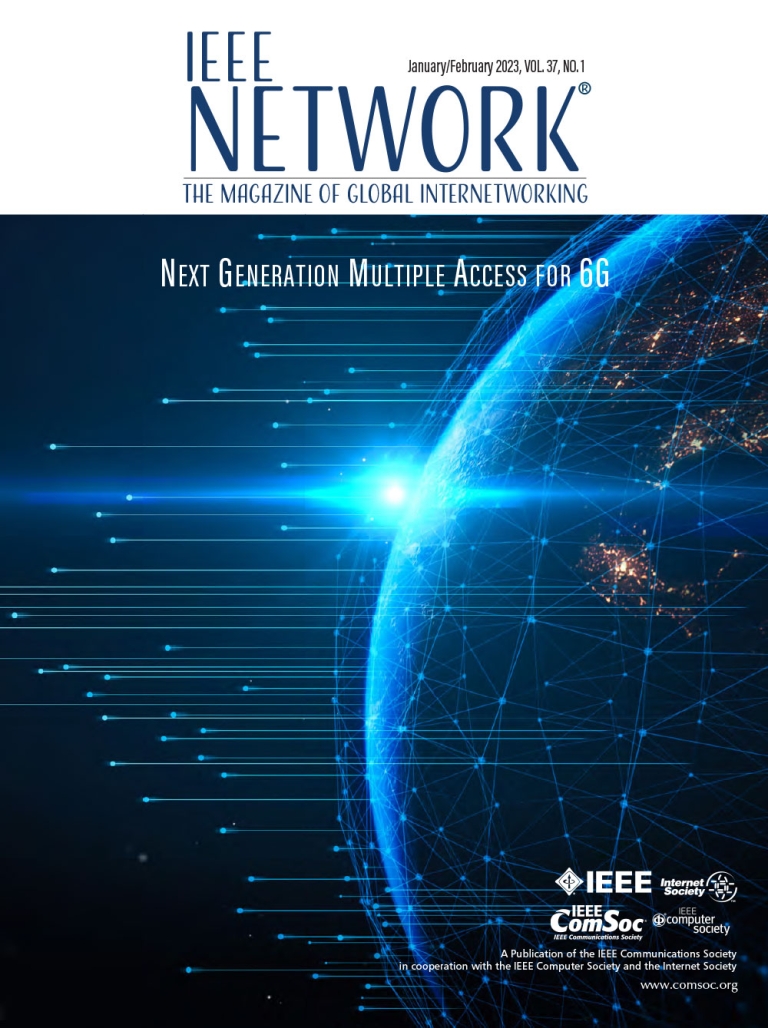 IEEE
January/February 2023, VOL. 37, NO. 1
NETWORK®
THE MAGAZINE OF GLOBAL INTERNETWORKING
NEXT GENERATION MULTIPLE ACCESS FOR 6G
IEEE
Internet Society
IEEE ComSoc
IEEE Communications Society
IEEE computer society
A Publication of the IEEE Communications Society
in cooperation with the IEEE Computer Society and the Internet Society
www.comsoc.org